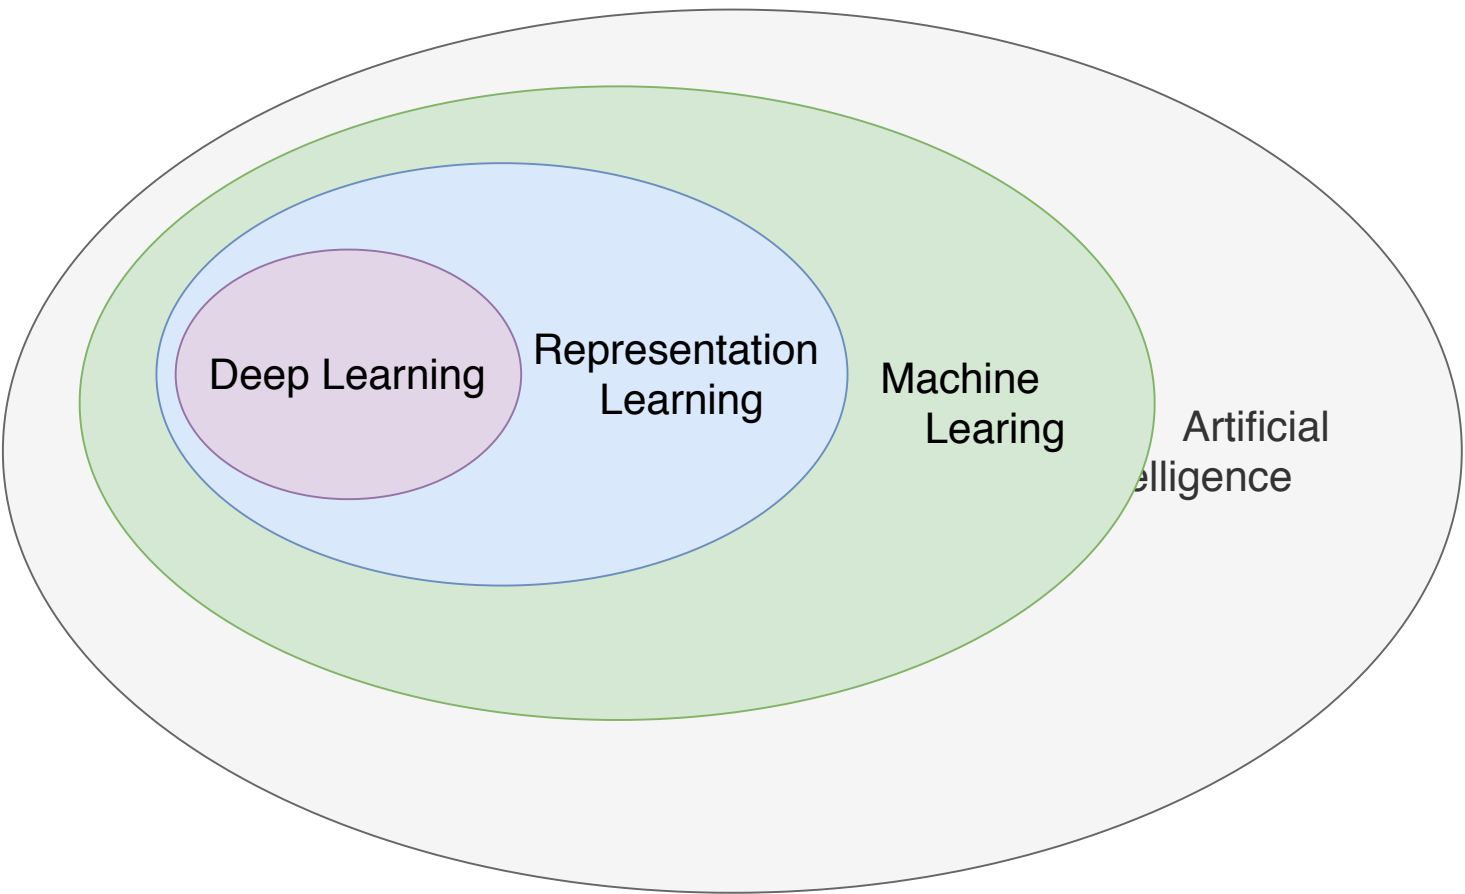 Deep Learning
Representation
Learning
Machine
Learing
Artificial
elligence